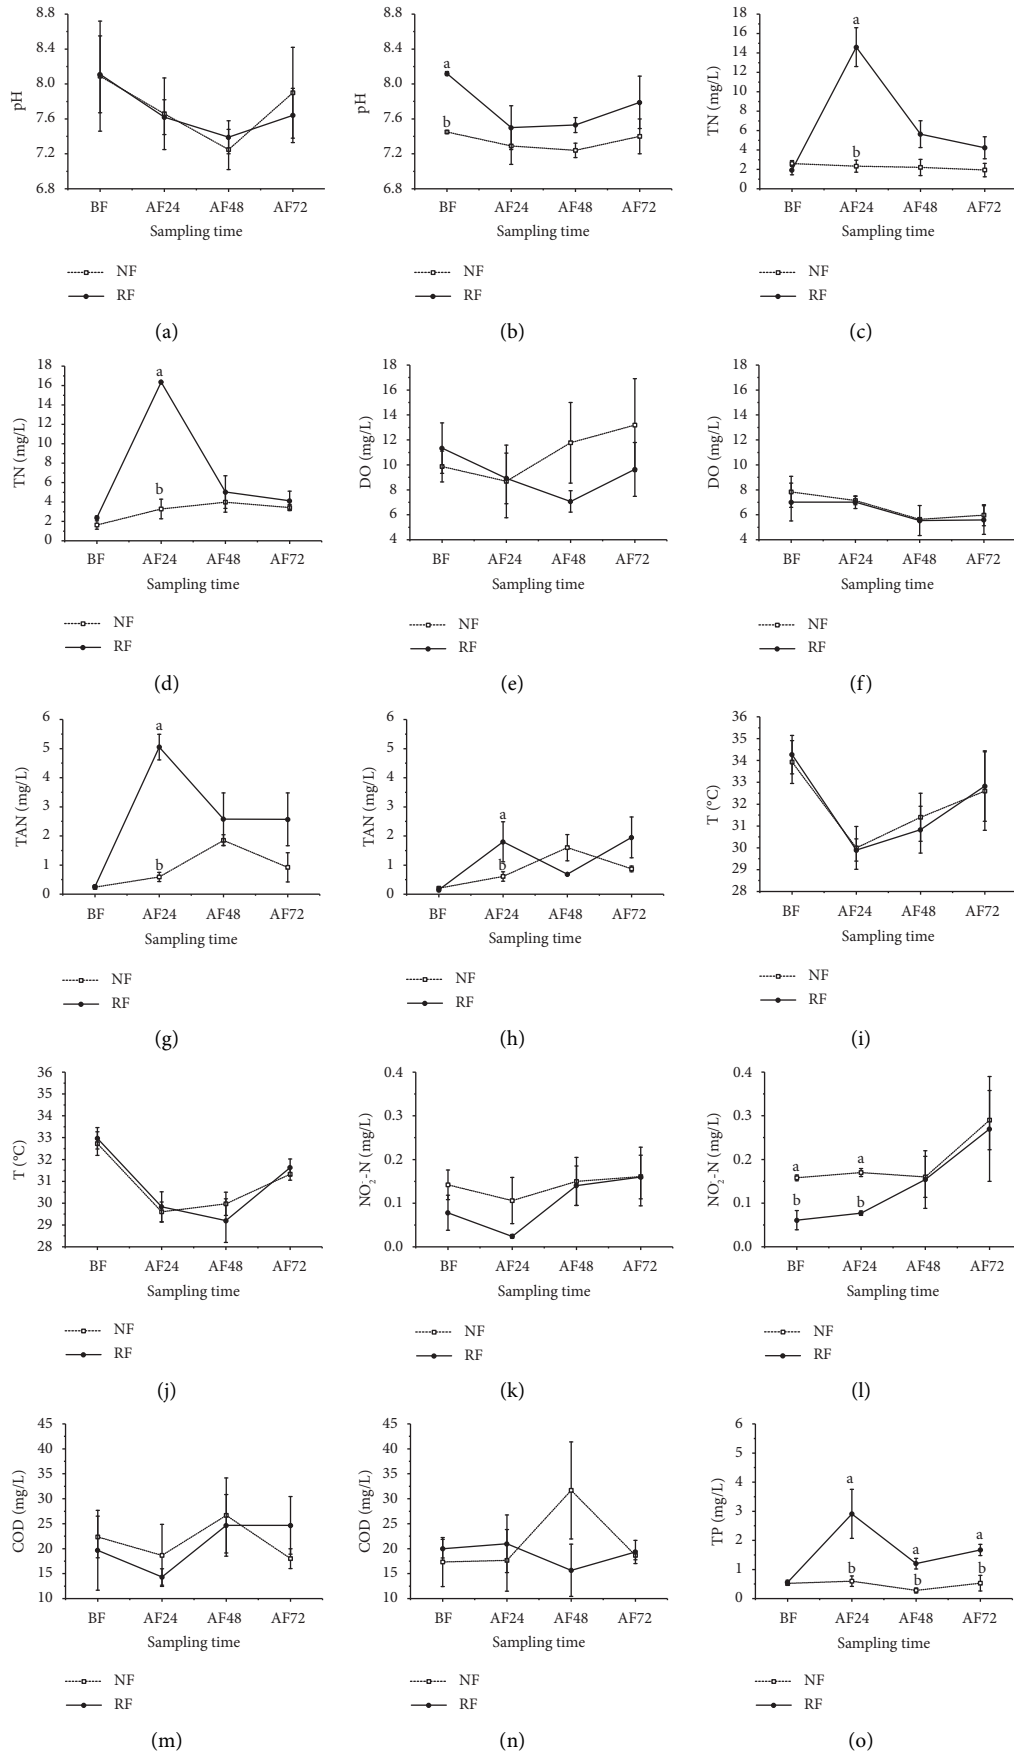 8.8
8.4
8.0
7.6
7.2
6.8
pH
BF AF24 AF48 AF72
Sampling time
NF
RF
(a)
8.8
8.4
8.0
7.6
7.2
6.8
pH
a
b
BF AF24 AF48 AF72
Sampling time
NF
RF
(b)
18
16
14
12
10
8
6
4
2
0
TN (mg/L)
a
b
BF AF24 AF48 AF72
Sampling time
NF
RF
(c)
18
16
14
12
10
8
6
4
2
0
TN (mg/L)
a
b
BF AF24 AF48 AF72
Sampling time
NF
RF
(d)
18
16
14
12
10
8
6
4
DO (mg/L)
BF AF24 AF48 AF72
Sampling time
NF
RF
(e)
18
16
14
12
10
8
6
4
DO (mg/L)
BF AF24 AF48 AF72
Sampling time
NF
RF
(f)
6
5
4
3
2
1
0
TAN (mg/L)
a
b
BF AF24 AF48 AF72
Sampling time
NF
RF
(g)
6
5
4
3
2
1
0
TAN (mg/L)
a
b
BF AF24 AF48 AF72
Sampling time
NF
RF
(h)
36
34
33
31
30
28
T (°C)
BF AF24 AF48 AF72
Sampling time
NF
RF
(i)
36
34
33
31
30
29
28
T (°C)
BF AF24 AF48 AF72
Sampling time
NF
RF
(j)
0.4
0.3
0.2
0.1
0.0
NO₂⁻-N (mg/L)
BF AF24 AF48 AF72
Sampling time
NF
RF
(k)
0.4
0.3
0.2
0.1
0.0
NO₂⁻-N (mg/L)
a a
b b
BF AF24 AF48 AF72
Sampling time
NF
RF
(l)
45
40
35
30
25
20
15
10
COD (mg/L)
BF AF24 AF48 AF72
Sampling time
NF
RF
(m)
45
40
35
30
25
20
15
10
COD (mg/L)
BF AF24 AF48 AF72
Sampling time
NF
RF
(n)
6
5
4
3
2
1
0
TP (mg/L)
a a a
b b b
BF AF24 AF48 AF72
Sampling time
NF
RF
(o)